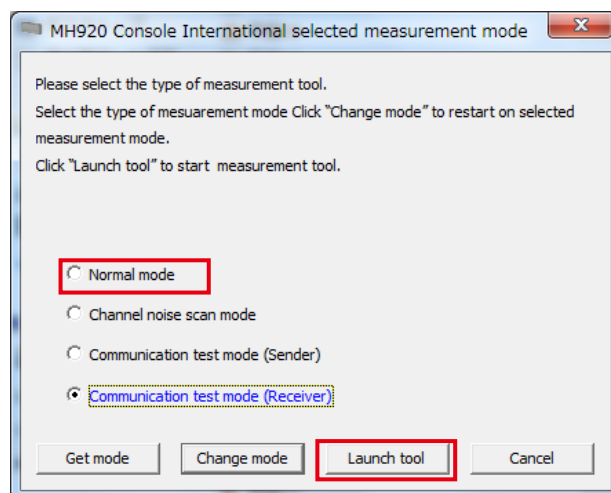 MH920 Console International selected measurement mode
Please select the type of measurement tool.
Select the type of mesuarement mode Click “Change mode” to restart on selected
measurement mode.
Click “Launch tool” to start measurement tool.
Normal mode
Channel noise scan mode
Communication test mode (Sender)
Communication test mode (Receiver)
Get mode Change mode Launch tool Cancel